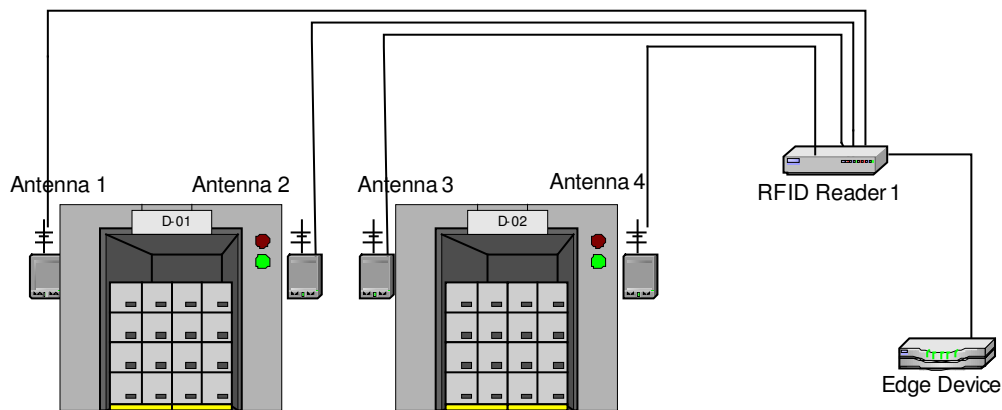 Antenna 1
Antenna 2
Antenna 3
Antenna 4
RFID Reader 1
D-01
D-02
Edge Device